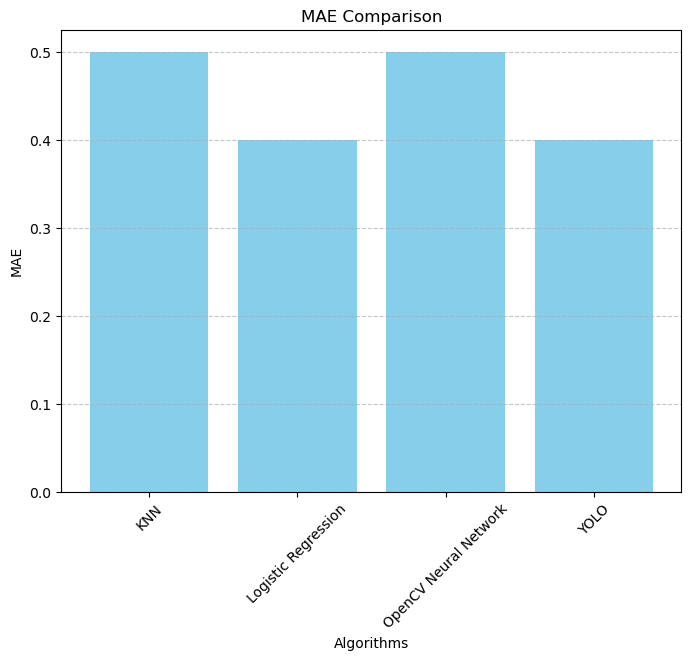 MAE Comparison
MAE
0.5
0.4
0.3
0.2
0.1
0.0
KNN
Logistic Regression
OpenCV Neural Network
YOLO
Algorithms